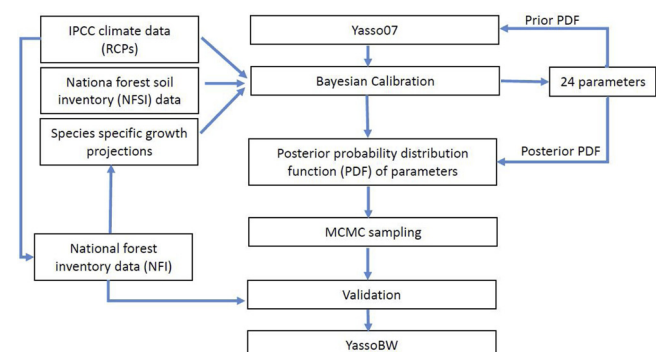 IPCC climate data
(RCPs)
Yasso07
Prior PDF
Nationa forest soil
inventory (NFSI) data
Bayesian Calibration
24 parameters
Species specific growth
projections
Posterior probability distribution
function (PDF) of parameters
Posterior PDF
MCMC sampling
National forest
inventory data (NFI)
Validation
YassoBW